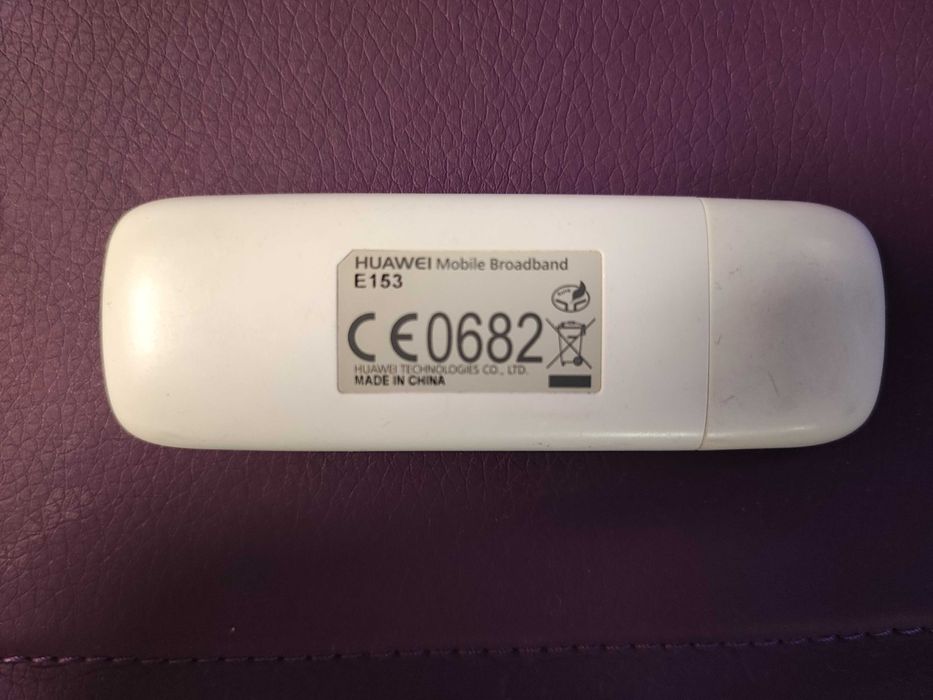 HUAWEI Mobile Broadband
E153
CE0682
HUAWEI TECHNOLOGIES CO., LTD.
MADE IN CHINA